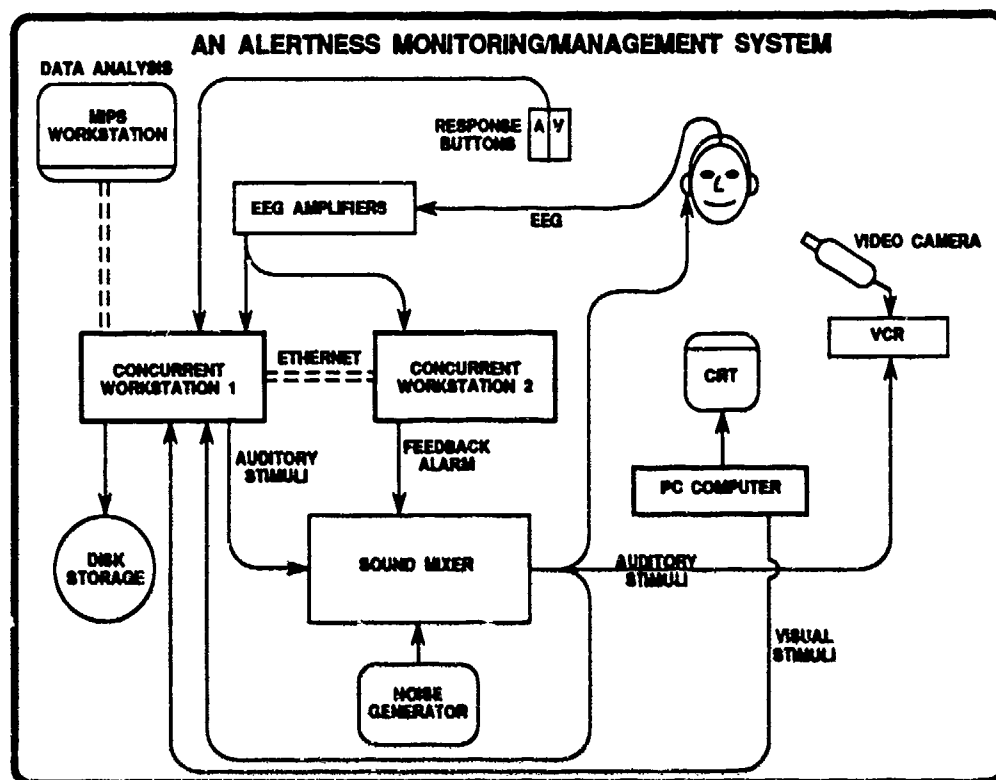 AN ALERTNESS MONITORING/MANAGEMENT SYSTEM
DATA ANALYSIS
MIPS
WORKSTATION
RESPONSE
BUTTONS
A V
EEG AMPLIFIERS
EEG
VIDEO CAMERA
VCR
CONCURRENT
WORKSTATION 1
ETHERNET
CONCURRENT
WORKSTATION 2
CRT
AUDITORY
STIMULI
FEEDBACK
ALARM
PC COMPUTER
DISK
STORAGE
SOUND MIXER
AUDITORY
STIMULI
VISUAL
STIMULI
NOISE
GENERATOR